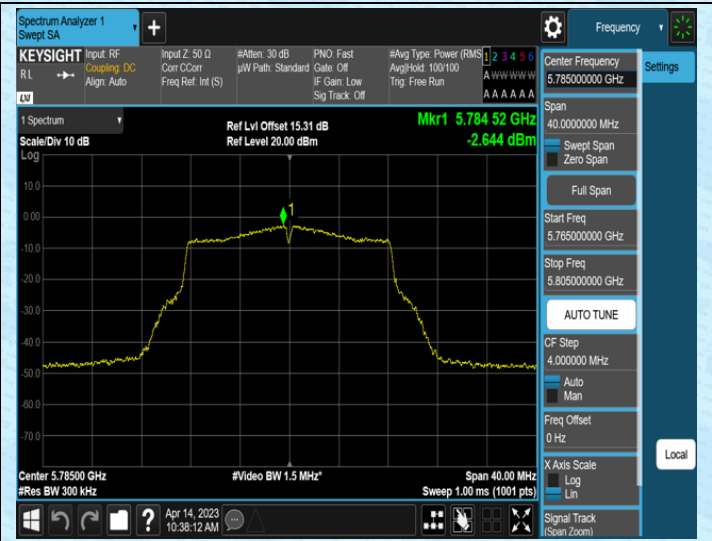 Spectrum Analyzer 1
Swept SA
+
Frequency
KEYSIGHT
RL
LXI
Input: RF
Coupling: DC
Align: Auto
Input Z: 50 Ω
Corr CCorr
Freq Ref: Int (S)
#Atten: 30 dB
µW Path: Standard
PNO: Fast
Gate: Off
IF Gain: Low
Sig Track: Off
#Avg Type: Power (RMS
Avg|Hold: 100/100
Trig: Free Run
1 2 3 4 5 6
A W W W W W
A A A A A A
1 Spectrum
Scale/Div 10 dB
Log
Ref Lvl Offset 15.31 dB
Ref Level 20.00 dBm
Mkr1 5.784 52 GHz
-2.644 dBm
10.0
0.00
-10.0
-20.0
-30.0
-40.0
-50.0
-60.0
-70.0
1
Center 5.78500 GHz
#Res BW 300 kHz
#Video BW 1.5 MHz*
Span 40.00 MHz
Sweep 1.00 ms (1001 pts)
Center Frequency
5.785000000 GHz
Span
40.0000000 MHz
Swept Span
Zero Span
Full Span
Start Freq
5.765000000 GHz
Stop Freq
5.805000000 GHz
AUTO TUNE
CF Step
4.000000 MHz
Auto
Man
Freq Offset
0 Hz
X Axis Scale
Log
Lin
Signal Track
(Span Zoom)
Settings
Local
?
Apr 14, 2023
10:38:12 AM